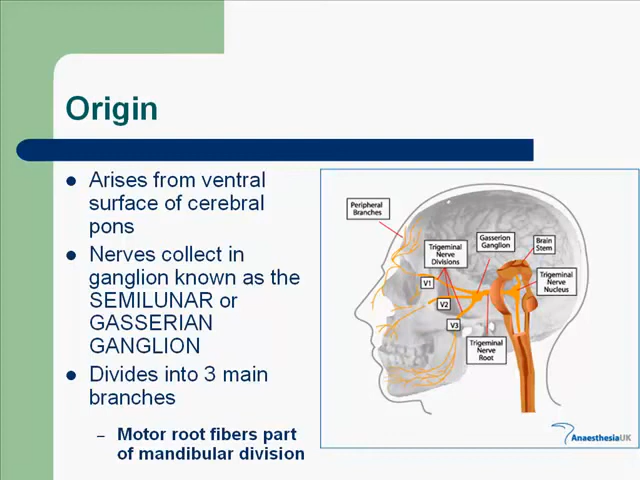 Origin
Arises from ventral
surface of cerebral
pons
Nerves collect in
ganglion known as the
SEMILUNAR or
GASSERIAN
GANGLION
Divides into 3 main
branches
– Motor root fibers part
of mandibular division
Peripheral
Branches
Trigeminal
Nerve
Divisions
Gasserion
Ganglion
Brain
Stem
Trigeminal
Nerve
Nucleus
V1
V2
V3
Trigeminal
Nerve
Root
AnaesthesiaUK